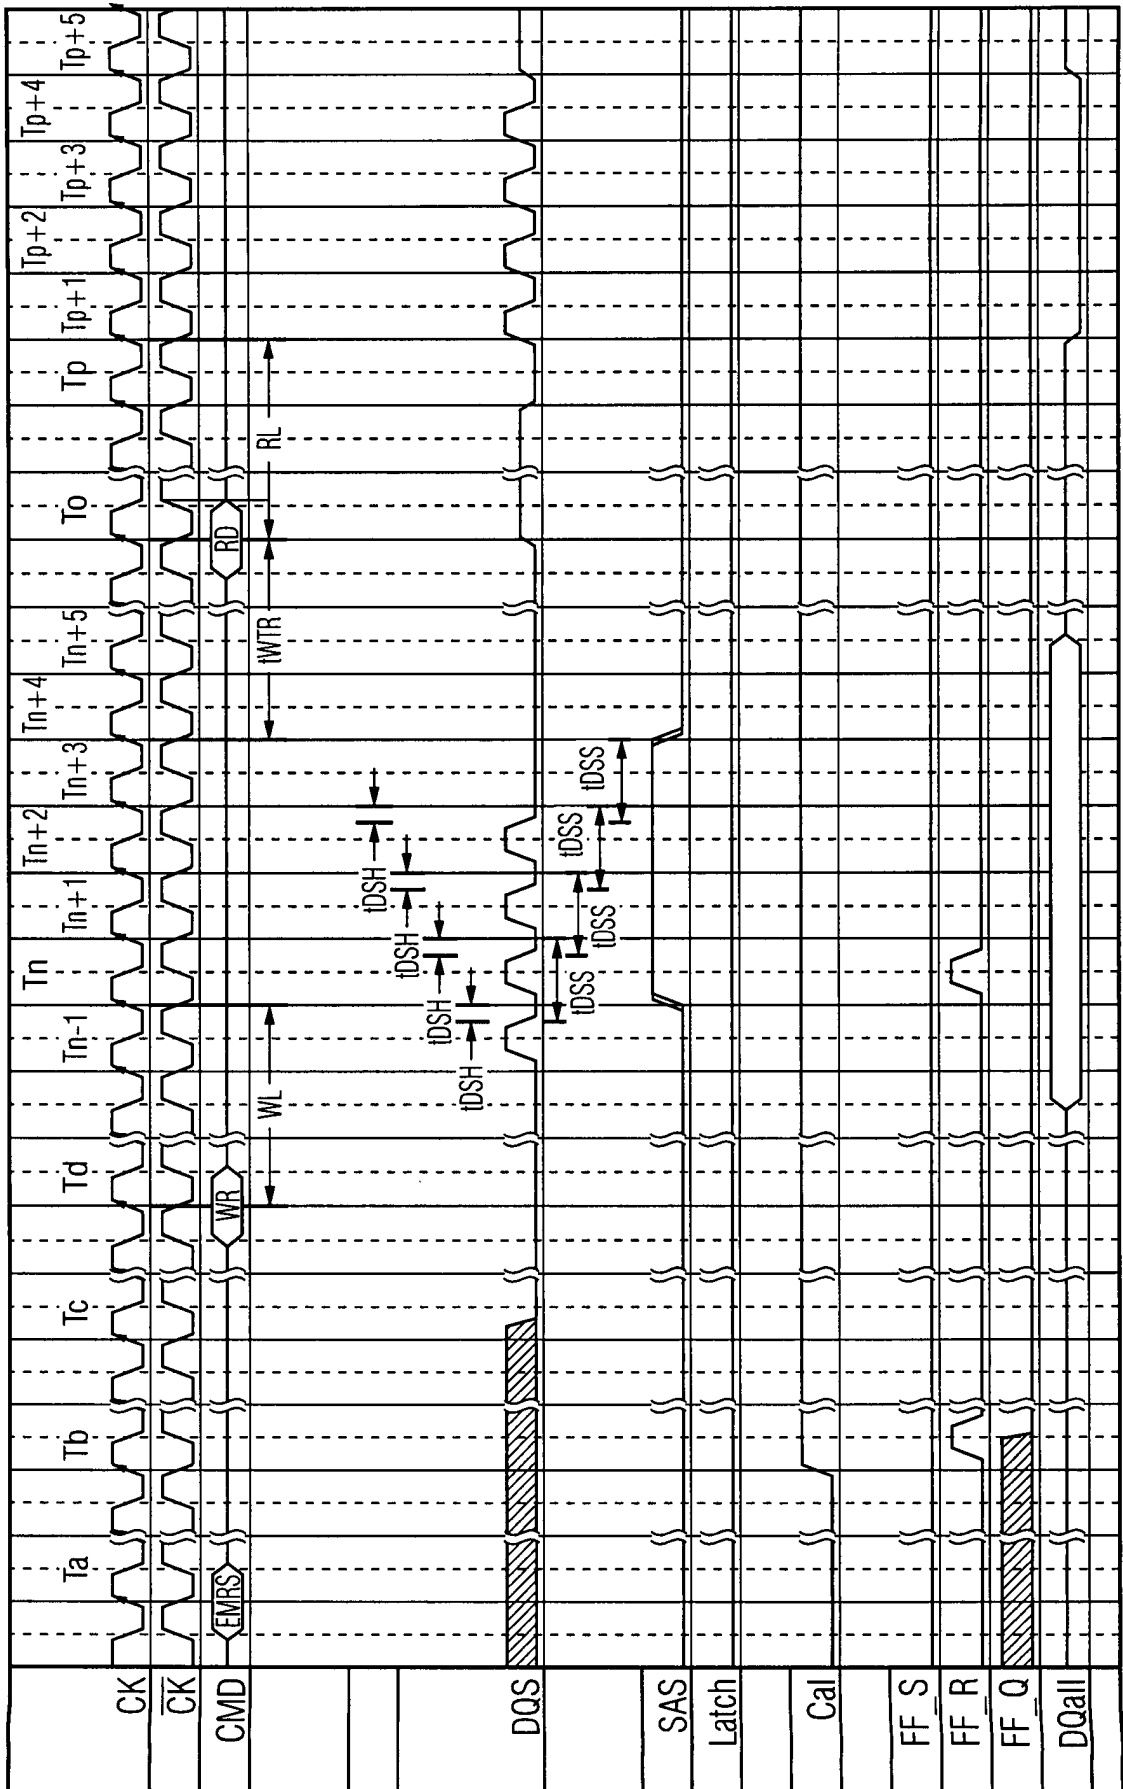 Ta Tb Tc Td Tn-1 Tn Tn+1 Tn+2 Tn+3 Tn+4 Tn+5 To Tp Tp+1 Tp+2 Tp+3 Tp+4 Tp+5
CK
CK
CMD EMRS WR RD
WL tWTR RL
tDSH
tDSH
tDSH
tDSH
DQS
tDSS
tDSS
tDSS
tDSS
SAS
Latch
Cal
FF_S
FF_R
FF_Q
DQall